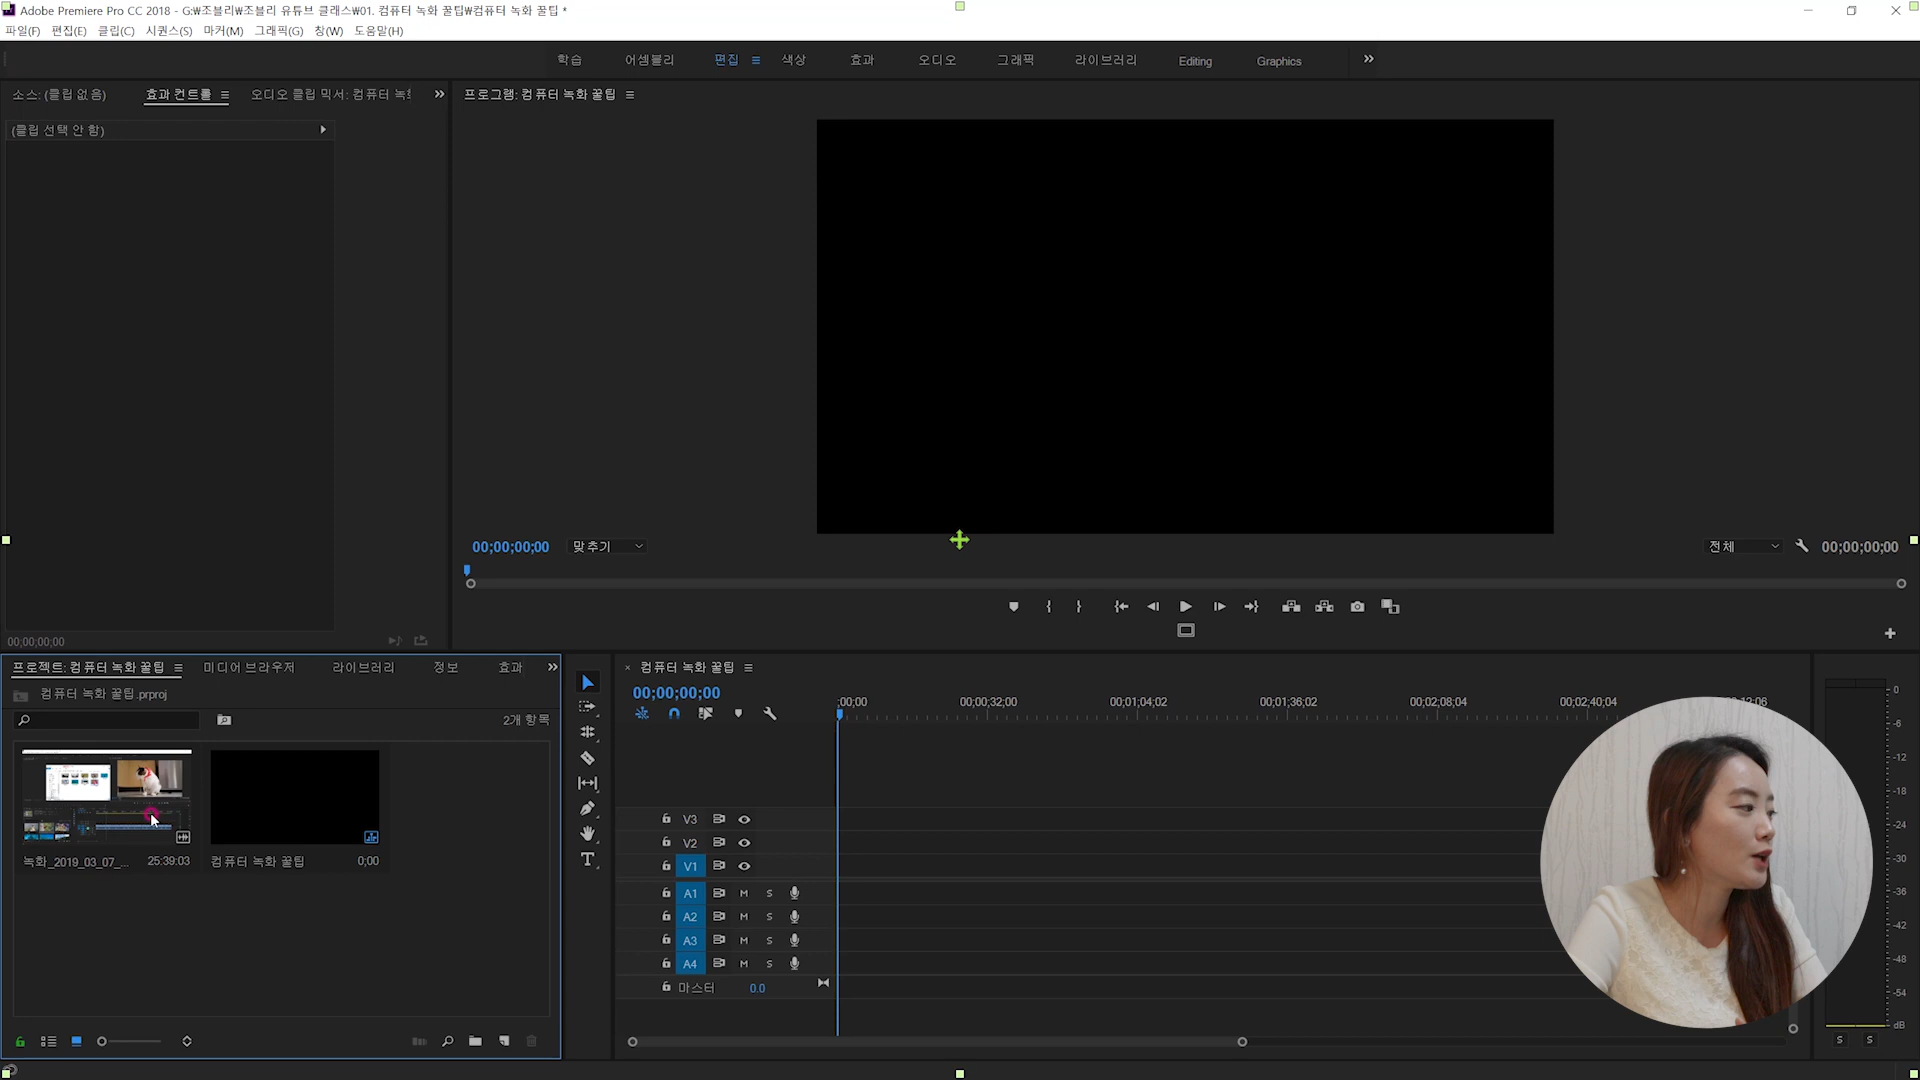 Adobe Premiere Pro CC 2018 - G:₩조블리₩조블리 유튜브 클래스₩01. 컴퓨터 녹화 꿀팁₩컴퓨터 녹화 꿀팁 *
파일(F) 편집(E) 클립(C) 시퀀스(S) 마커(M) 그래픽(G) 창(W) 도움말(H)
학습 어셈블리 편집 색상 효과 오디오 그래픽 라이브러리 Editing Graphics
소스: (클립 없음) 효과 컨트롤 오디오 클립 믹서: 컴퓨터 녹
프로그램: 컴퓨터 녹화 꿀팁
(클립 선택 안 함)
00;00;00;00 맞추기 전체 00;00;00;00
00;00;00;00
프로젝트: 컴퓨터 녹화 꿀팁 미디어 브라우저 라이브러리 정보 효과
컴퓨터 녹화 꿀팁.prproj
2개 항목
녹화_2019_03_07_... 25:39:03
컴퓨터 녹화 꿀팁 0;00
T
× 컴퓨터 녹화 꿀팁
00;00;00;00
;00;00 00;00;32;00 00;01;04;02 00;01;36;02 00;02;08;04 00;02;40;04 12;06
V3
V2
V1
A1 M S
A2 M S
A3 M S
A4 M S
마스터 0.0
0
-6
-12
-18
-24
-30
-36
-42
-48
-54
dB
S S